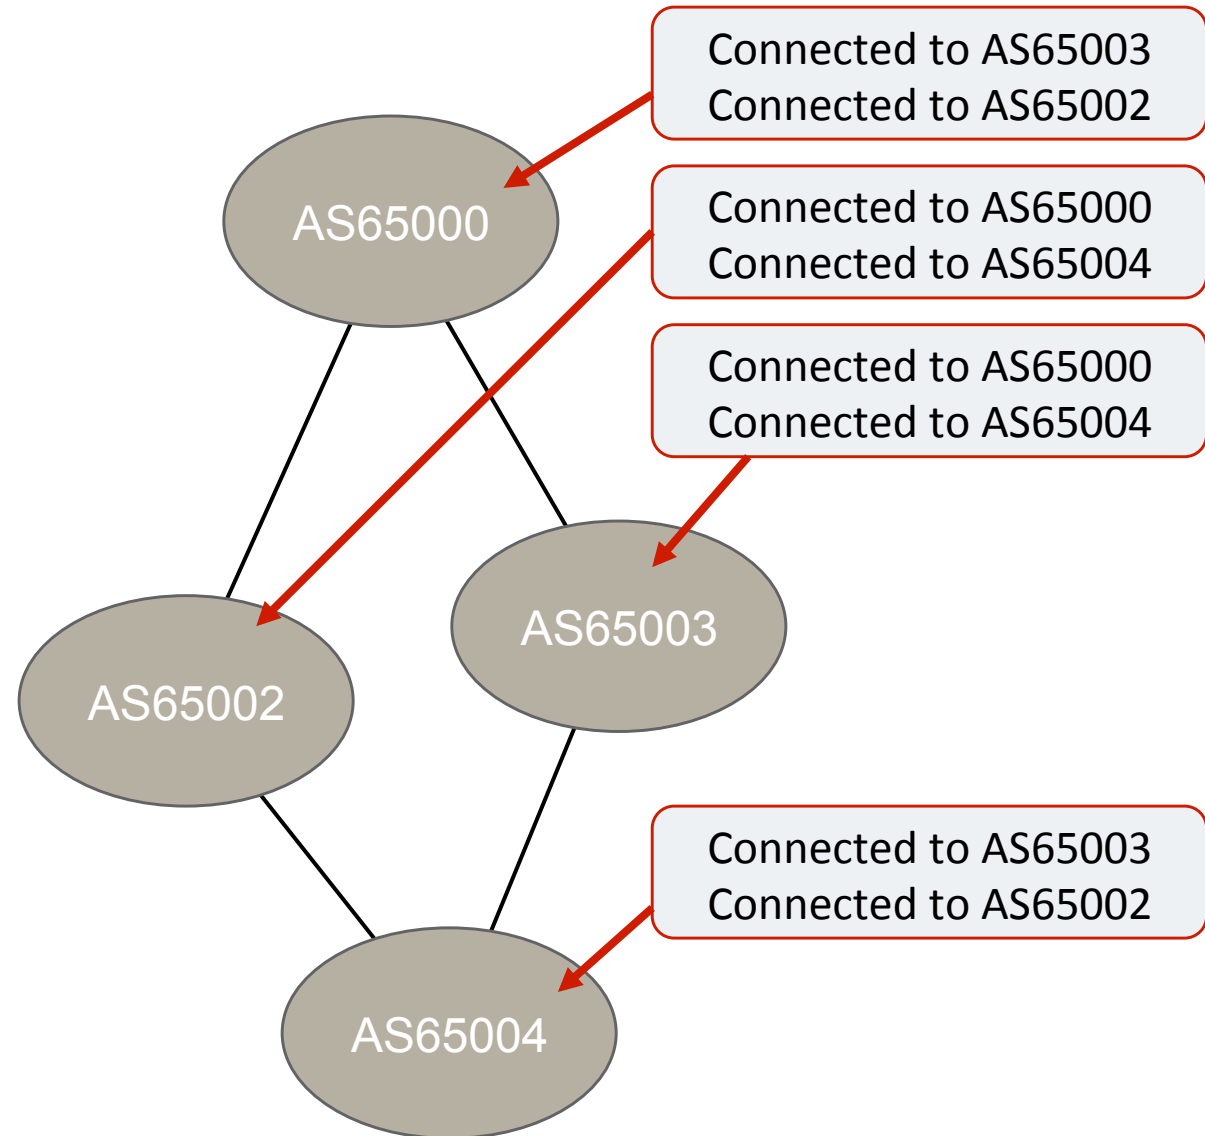 Connected to AS65003
Connected to AS65002
AS65000
Connected to AS65000
Connected to AS65004
Connected to AS65000
Connected to AS65004
AS65003
AS65002
Connected to AS65003
Connected to AS65002
AS65004